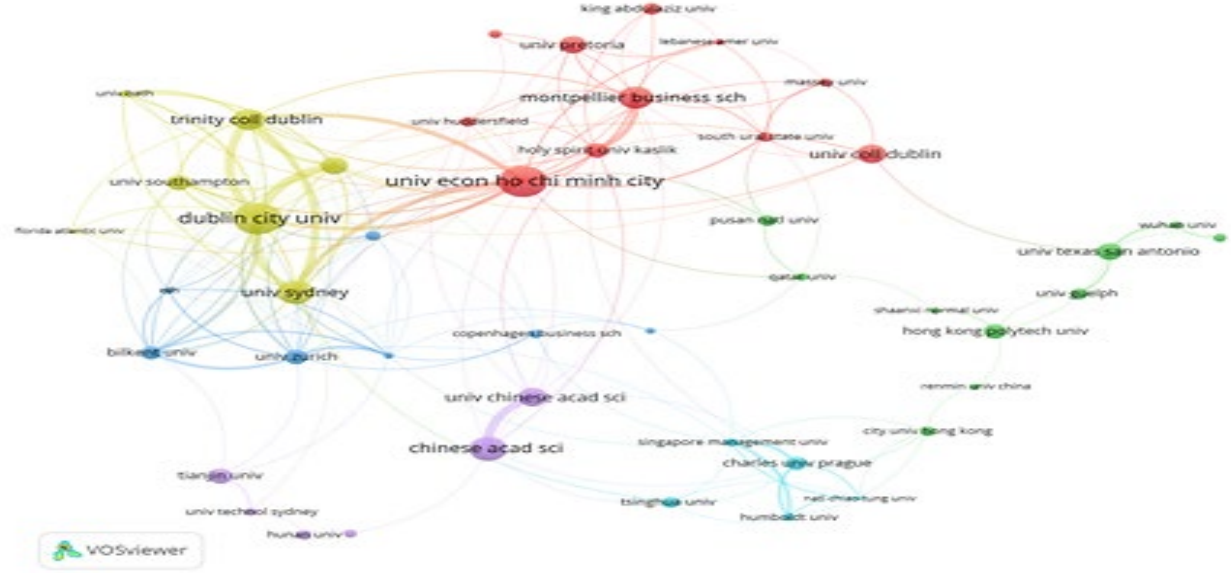 king abdulaziz univ
univ pretoria
lebanese amer univ
massey univ
univ bath
montpellier business sch
trinity coll dublin
univ huddersfield
south ural state univ
holy spirit univ kaslik
univ coll dublin
univ southampton
univ econ ho chi minh city
dublin city univ
pusan natl univ
florida atlantic univ
wuhan univ
univ texas san antonio
qatar univ
univ sydney
univ guelph
shaanxi normal univ
copenhagen business sch
hong kong polytech univ
bilkent univ
univ zurich
renmin univ china
univ chinese acad sci
city univ hong kong
chinese acad sci
singapore management univ
charles univ prague
tianjin univ
tsinghua univ
natl chiao tung univ
univ technol sydney
humboldt univ
hunan univ
VOSviewer